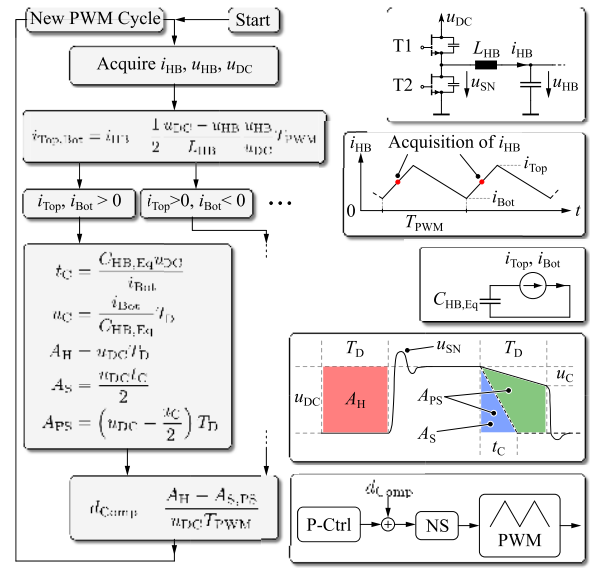 New PWM Cycle
Start
Acquire i_HB, u_HB, u_DC
i_Top,Bot = i_HB 1/2 (u_DC − u_HB)/L_HB u_HB/u_DC T_PWM
i_Top, i_Bot > 0
i_Top>0, i_Bot< 0
...
t_C = C_HB,Eq u_DC / i_Bot
u_C = i_Bot / C_HB,Eq T_D
A_H − u_DC T_D
A_S = u_DC t_C / 2
A_PS = (u_DC − u_C/2) T_D
d_Comp A_H − A_S,PS / u_DC T_PWM
u_DC
T1
L_HB
i_HB
T2
u_SN
u_HB
i_HB
Acquisition of i_HB
i_Top
i_Bot
0
T_PWM
t
i_Top, i_Bot
C_HB,Eq
T_D
u_SN
T_D
u_C
u_DC
A_H
A_PS
A_S
t_C
d_Comp
P-Ctrl
+
NS
PWM